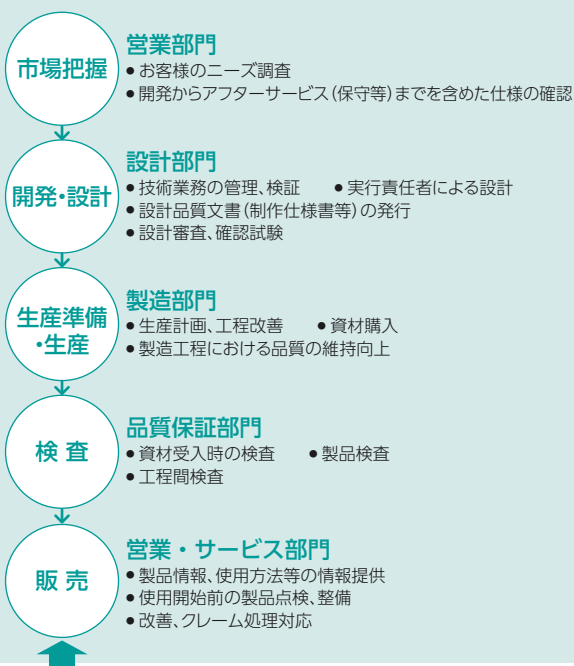 市場把握
営業部門
● お客様のニーズ調査
● 開発からアフターサービス(保守等)までを含めた仕様の確認
開発・設計
設計部門
● 技術業務の管理、検証　● 実行責任者による設計
● 設計品質文書(制作仕様書等)の発行
● 設計審査、確認試験
生産準備
・生産
製造部門
● 生産計画、工程改善　● 資材購入
● 製造工程における品質の維持向上
検 査
品質保証部門
● 資材受入時の検査　● 製品検査
● 工程間検査
販 売
営業・サービス部門
● 製品情報、使用方法等の情報提供
● 使用開始前の製品点検、整備
● 改善、クレーム処理対応